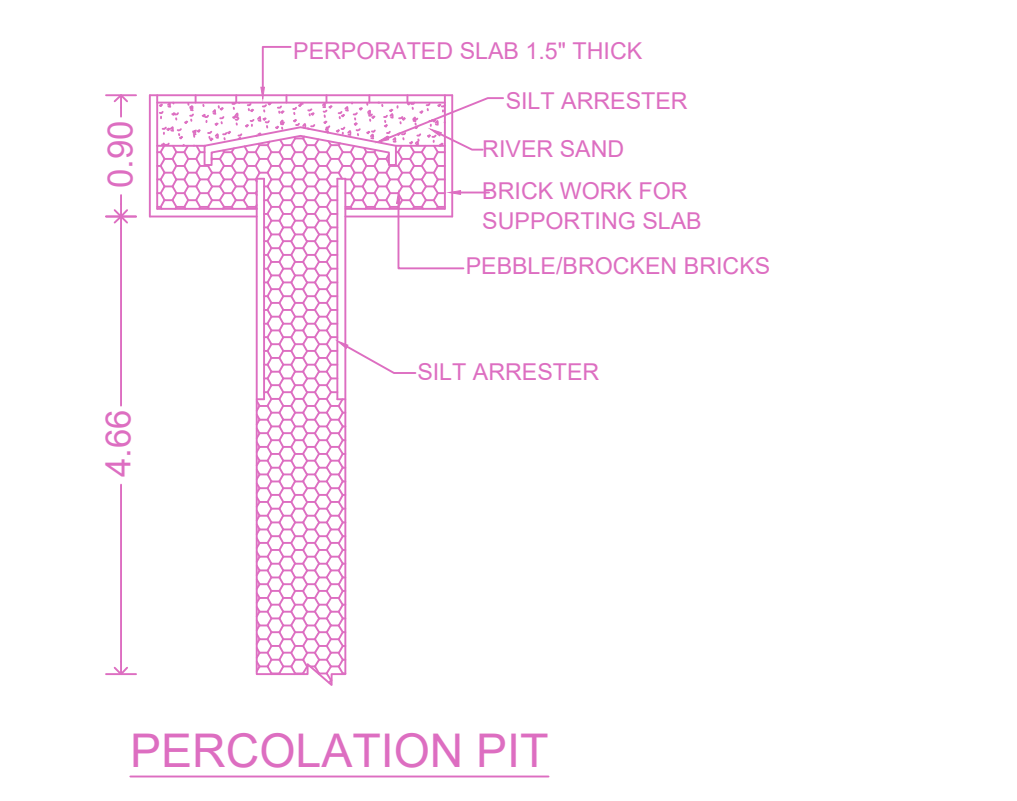 PERPORATED SLAB 1.5" THICK
SILT ARRESTER
0.90
RIVER SAND
BRICK WORK FOR
SUPPORTING SLAB
PEBBLE/BROCKEN BRICKS
SILT ARRESTER
4.66
PERCOLATION PIT